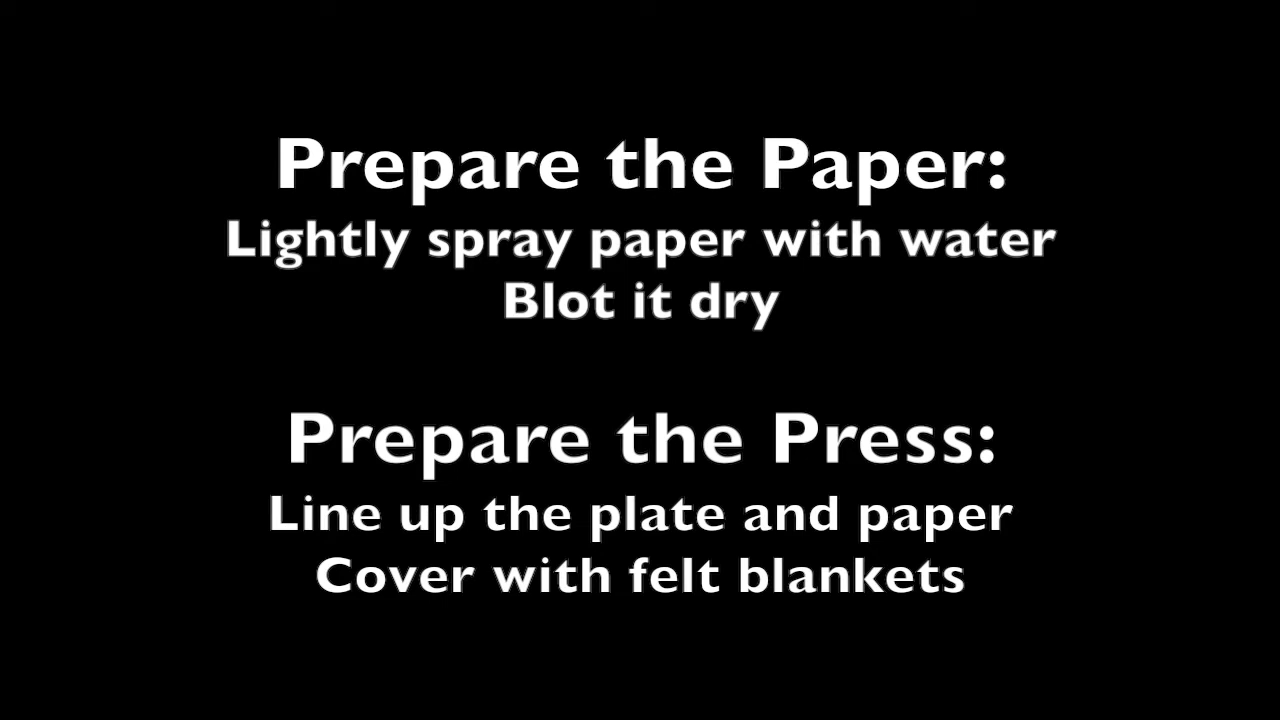 Prepare the Paper:
Lightly spray paper with water
Blot it dry
Prepare the Press:
Line up the plate and paper
Cover with felt blankets